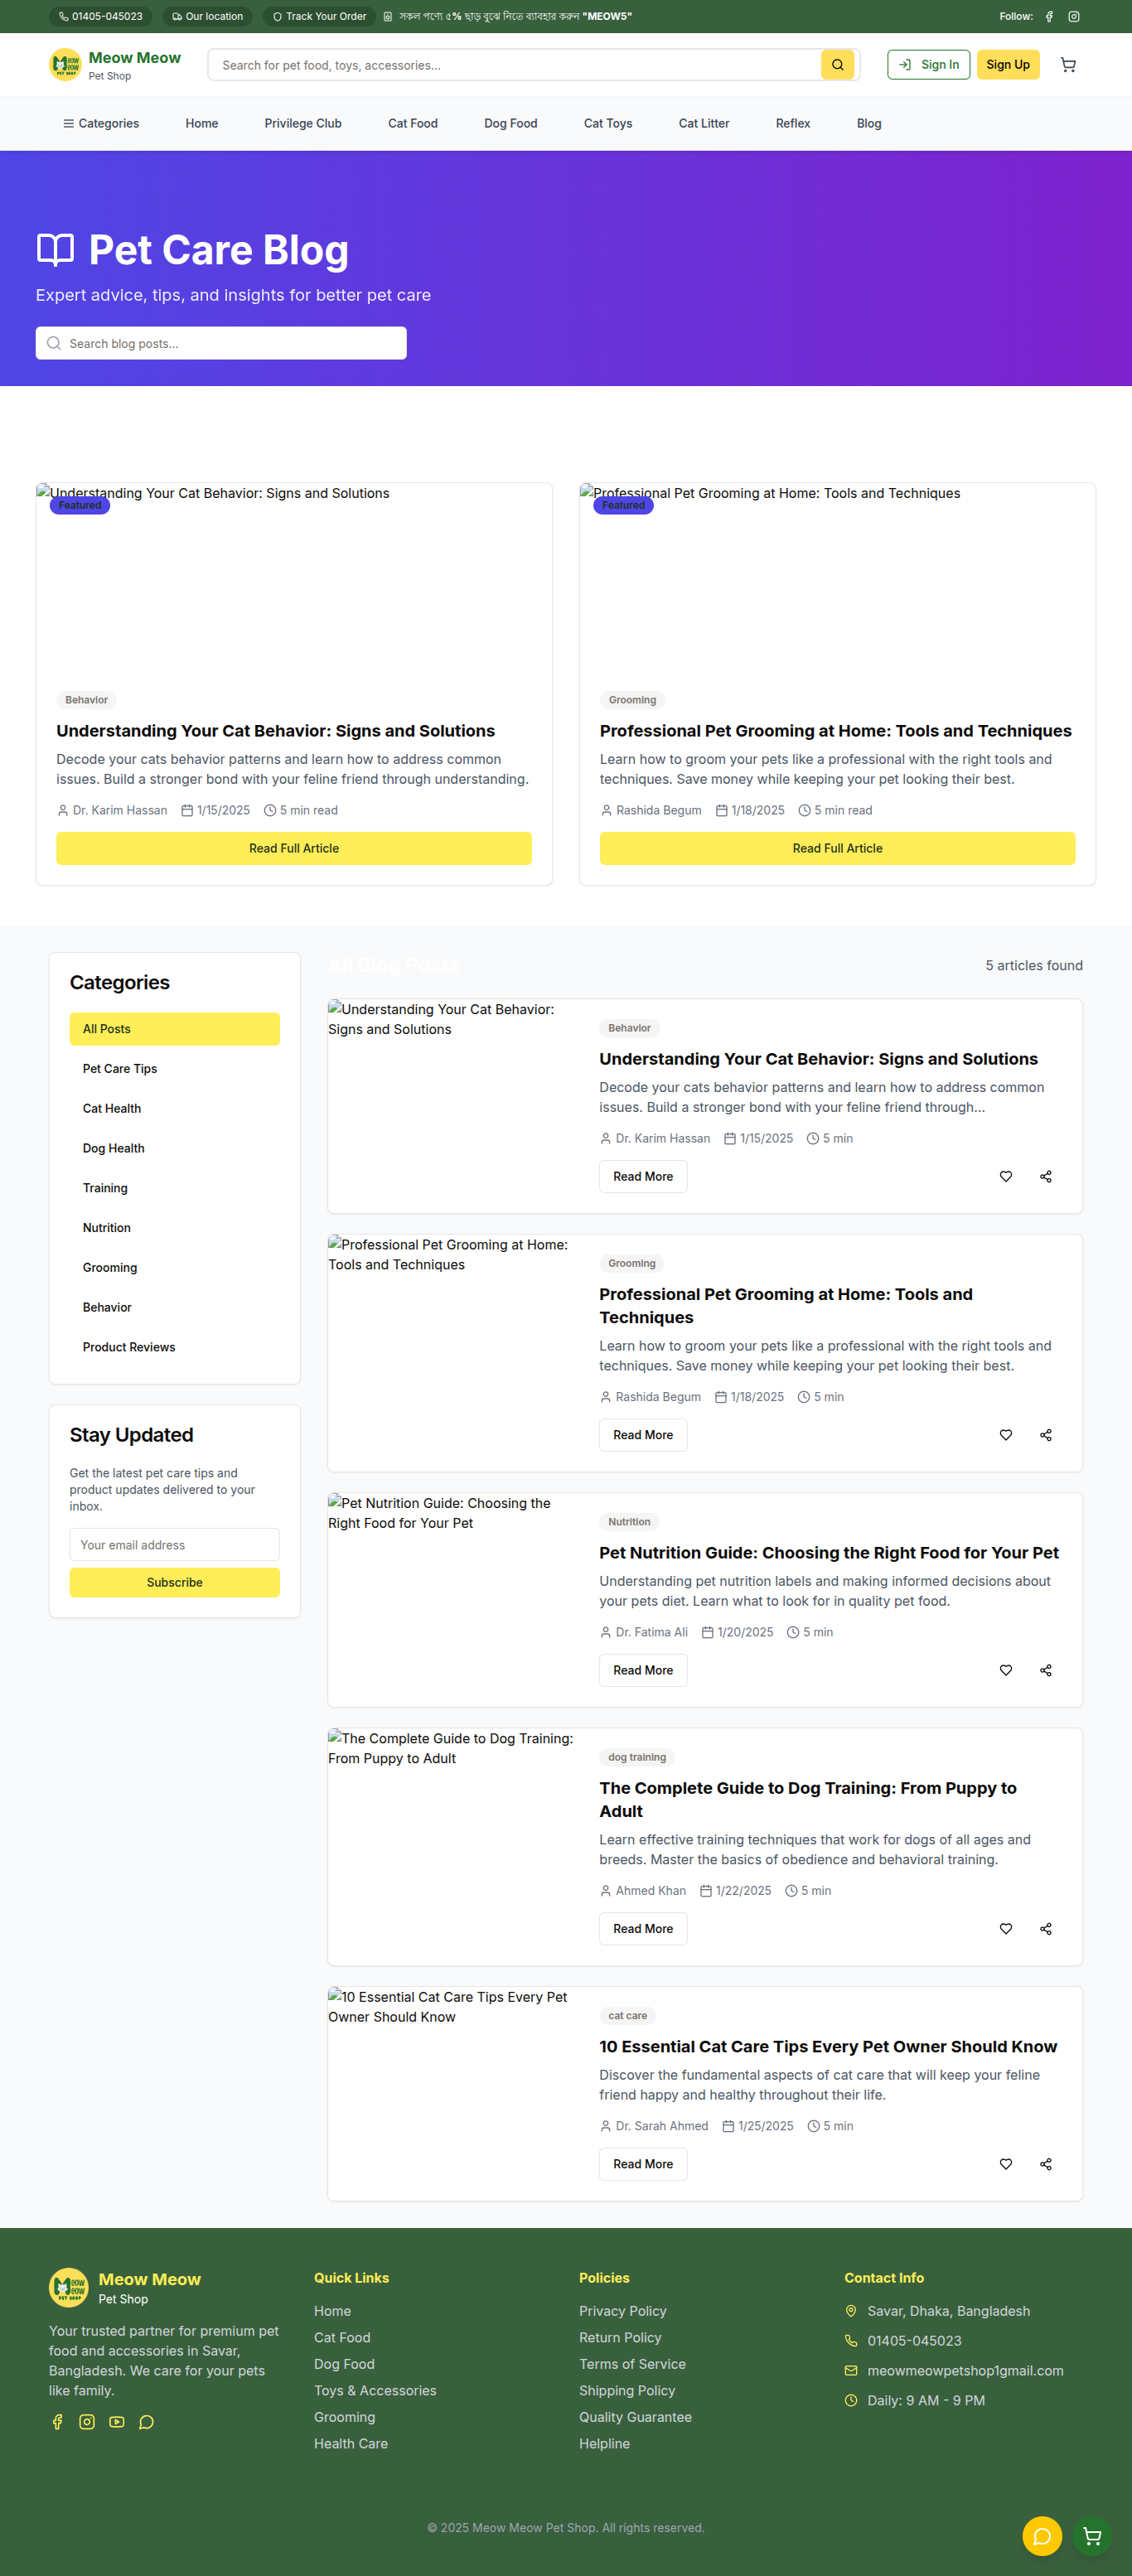 01405-045023 Our location Track Your Order সকল পণ্যে ৫% ছাড় বুঝে নিতে ব্যাবহার করুন "MEOW5" Follow:
Meow Meow
Pet Shop
Search for pet food, toys, accessories...
Sign In Sign Up
Categories Home Privilege Club Cat Food Dog Food Cat Toys Cat Litter Reflex Blog
Pet Care Blog
Expert advice, tips, and insights for better pet care
Search blog posts...
Understanding Your Cat Behavior: Signs and Solutions
Featured
Behavior
Understanding Your Cat Behavior: Signs and Solutions
Decode your cats behavior patterns and learn how to address common
issues. Build a stronger bond with your feline friend through understanding.
Dr. Karim Hassan 1/15/2025 5 min read
Read Full Article
Professional Pet Grooming at Home: Tools and Techniques
Featured
Grooming
Professional Pet Grooming at Home: Tools and Techniques
Learn how to groom your pets like a professional with the right tools and
techniques. Save money while keeping your pet looking their best.
Rashida Begum 1/18/2025 5 min read
Read Full Article
Categories
All Posts
Pet Care Tips
Cat Health
Dog Health
Training
Nutrition
Grooming
Behavior
Product Reviews
Stay Updated
Get the latest pet care tips and
product updates delivered to your
inbox.
Your email address
Subscribe
All Blog Posts
5 articles found
Understanding Your Cat Behavior:
Signs and Solutions
Behavior
Understanding Your Cat Behavior: Signs and Solutions
Decode your cats behavior patterns and learn how to address common
issues. Build a stronger bond with your feline friend through...
Dr. Karim Hassan 1/15/2025 5 min
Read More
Professional Pet Grooming at Home:
Tools and Techniques
Grooming
Professional Pet Grooming at Home: Tools and
Techniques
Learn how to groom your pets like a professional with the right tools and
techniques. Save money while keeping your pet looking their best.
Rashida Begum 1/18/2025 5 min
Read More
Pet Nutrition Guide: Choosing the
Right Food for Your Pet
Nutrition
Pet Nutrition Guide: Choosing the Right Food for Your Pet
Understanding pet nutrition labels and making informed decisions about
your pets diet. Learn what to look for in quality pet food.
Dr. Fatima Ali 1/20/2025 5 min
Read More
The Complete Guide to Dog Training:
From Puppy to Adult
dog training
The Complete Guide to Dog Training: From Puppy to
Adult
Learn effective training techniques that work for dogs of all ages and
breeds. Master the basics of obedience and behavioral training.
Ahmed Khan 1/22/2025 5 min
Read More
10 Essential Cat Care Tips Every Pet
Owner Should Know
cat care
10 Essential Cat Care Tips Every Pet Owner Should Know
Discover the fundamental aspects of cat care that will keep your feline
friend happy and healthy throughout their life.
Dr. Sarah Ahmed 1/25/2025 5 min
Read More
Meow Meow
Pet Shop
Your trusted partner for premium pet
food and accessories in Savar,
Bangladesh. We care for your pets
like family.
Quick Links
Home
Cat Food
Dog Food
Toys & Accessories
Grooming
Health Care
Policies
Privacy Policy
Return Policy
Terms of Service
Shipping Policy
Quality Guarantee
Helpline
Contact Info
Savar, Dhaka, Bangladesh
01405-045023
meowmeowpetshop1gmail.com
Daily: 9 AM - 9 PM
© 2025 Meow Meow Pet Shop. All rights reserved.